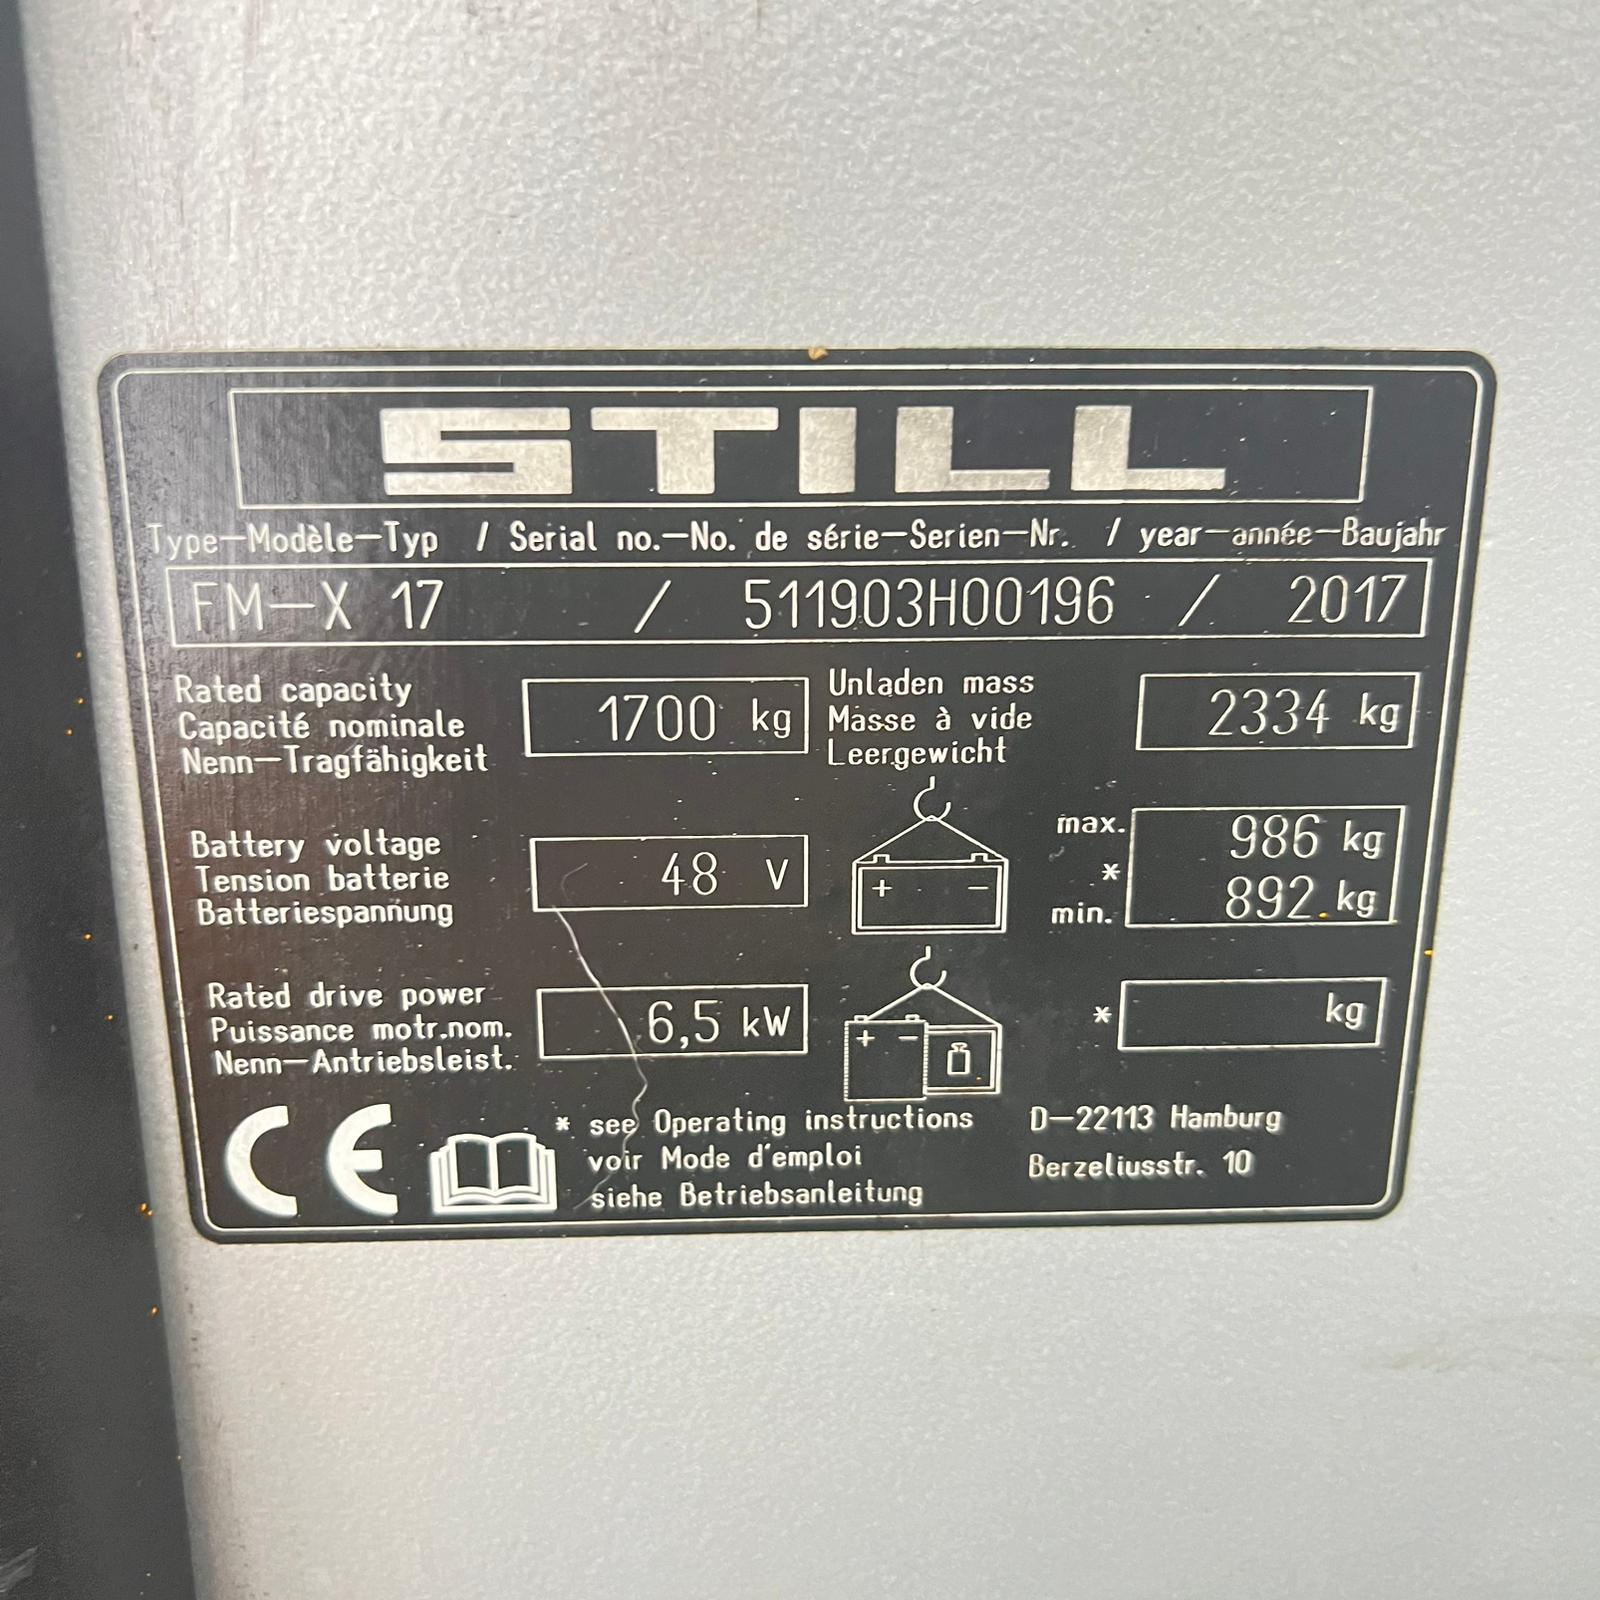 STILL
Type-Modèle-Typ / Serial no.-No. de série-Serien-Nr. / year-année-Baujahr
FM-X 17 / 511903H00196 / 2017
Rated capacity
Capacité nominale
Nenn-Tragfähigkeit
1700 kg
Unladen mass
Masse à vide
Leergewicht
2334 kg
Battery voltage
Tension batterie
Batteriespannung
48 V
+ -
max.
*
min.
986 kg
892 kg
Rated drive power
Puissance motr.nom.
Nenn-Antriebsleist.
6,5 kW
+ -
*
kg
CE
* see Operating instructions
voir Mode d'emploi
siehe Betriebsanleitung
D-22113 Hamburg
Berzeliusstr. 10